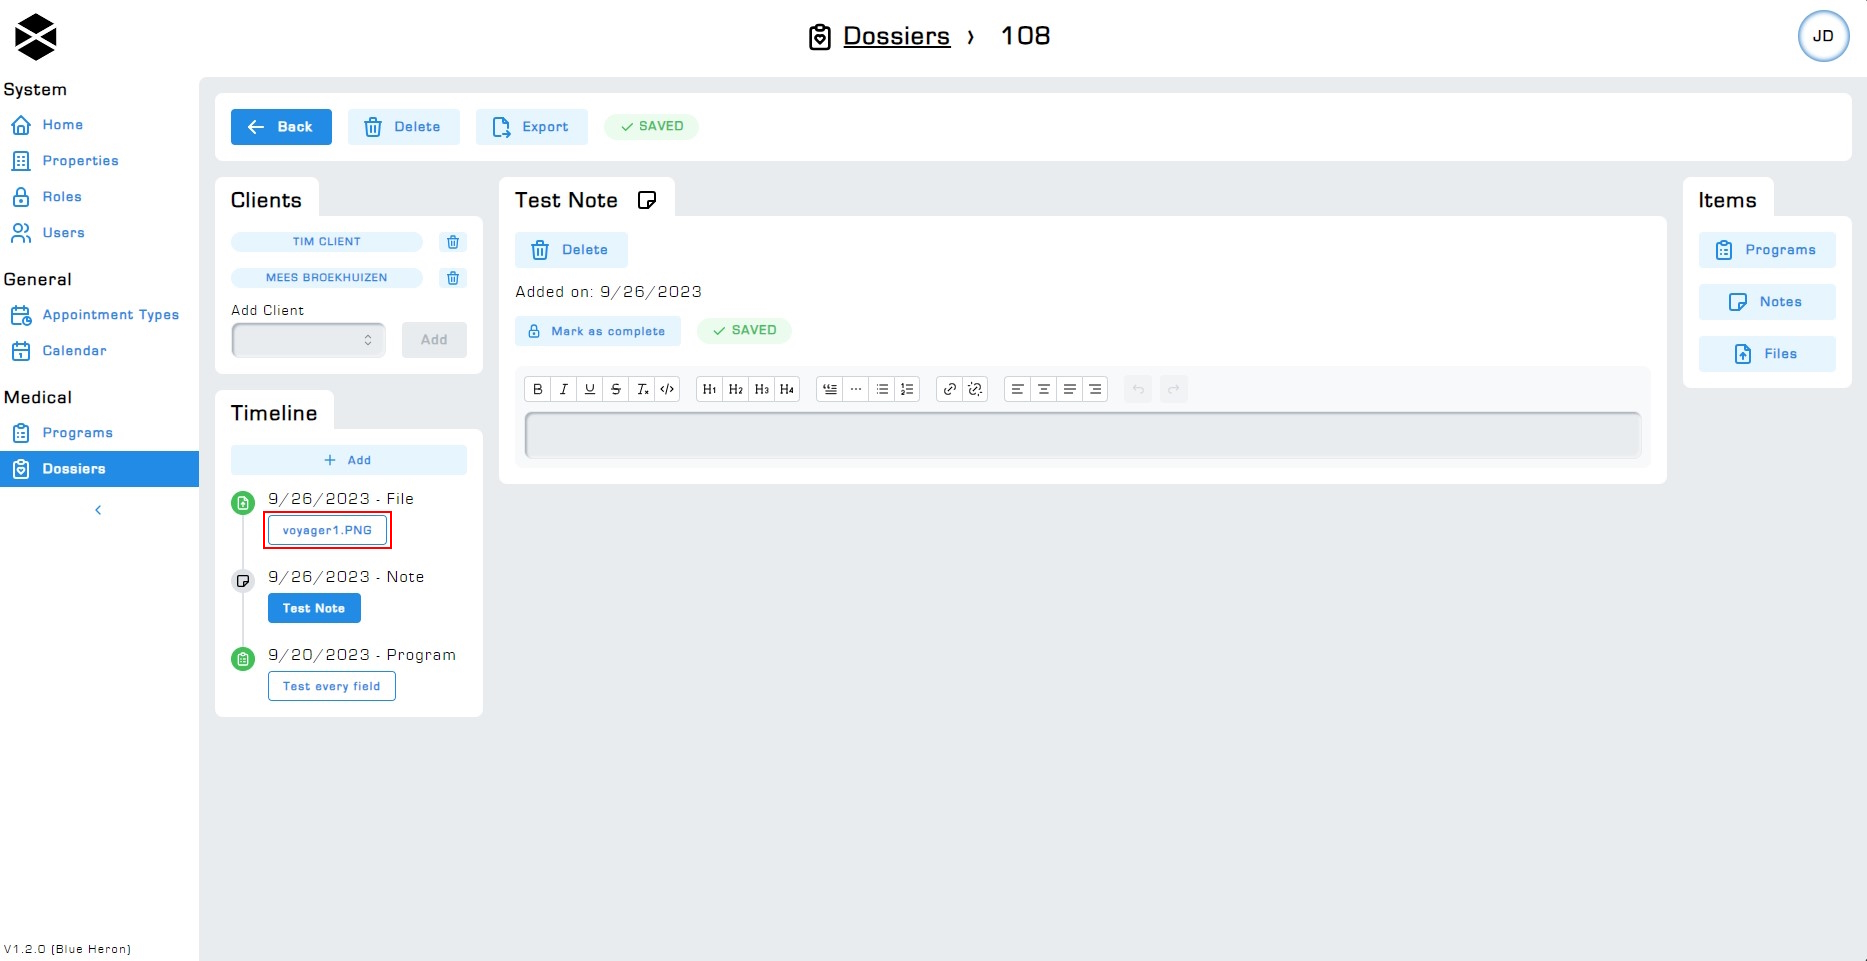 Dossiers › 108
JD
System
Home
Properties
Roles
Users
General
Appointment Types
Calendar
Medical
Programs
Dossiers
V1.2.0 (Blue Heron)
Back
Delete
Export
SAVED
Clients
TIM CLIENT
MEES BROEKHUIZEN
Add Client
Add
Timeline
Add
9/26/2023 - File
voyager1.PNG
9/26/2023 - Note
Test Note
9/20/2023 - Program
Test every field
Test Note
Delete
Added on: 9/26/2023
Mark as complete
SAVED
B I U S Tx </> H1 H2 H3 H4
Items
Programs
Notes
Files